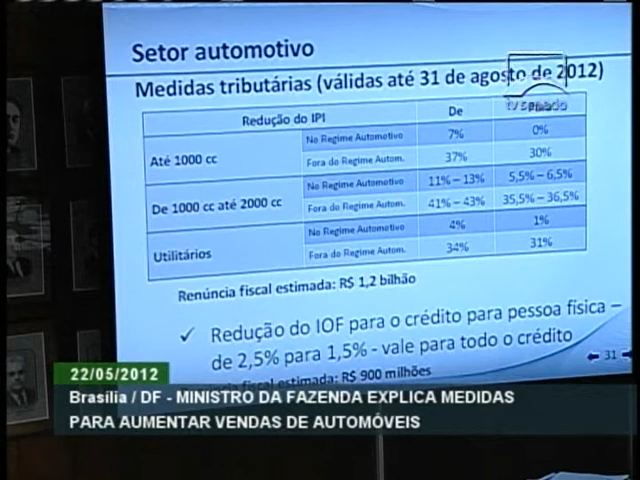 Setor automotivo
Medidas tributárias (válidas até 31 de agosto de 2012)
Redução do IPI De
tv Senado
Até 1000 cc No Regime Automotivo 7% 0%
Fora do Regime Autom. 37% 30%
De 1000 cc até 2000 cc No Regime Automotivo 11% – 13% 5,5% – 6,5%
Fora do Regime Autom. 41% – 43% 35,5% – 36,5%
Utilitários No Regime Automotivo 4% 1%
Fora do Regime Autom. 34% 31%
Renúncia fiscal estimada: R$ 1,2 bilhão
✓ Redução do IOF para o crédito para pessoa física –
de 2,5% para 1,5% - vale para todo o crédito
31
fiscal estimada: R$ 900 milhões
22/05/2012
Brasília / DF - MINISTRO DA FAZENDA EXPLICA MEDIDAS
PARA AUMENTAR VENDAS DE AUTOMÓVEIS